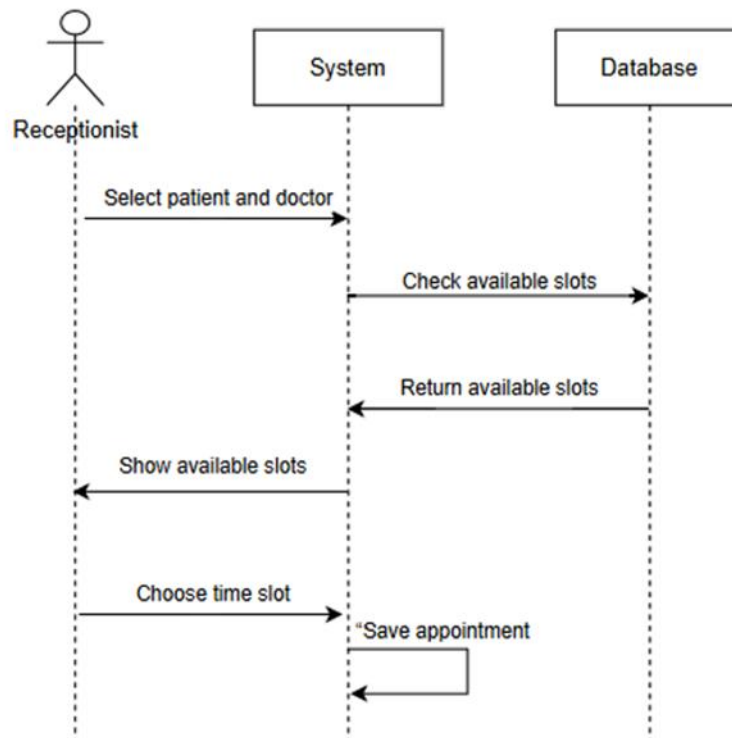 System
Database
Receptionist
Select patient and doctor
Check available slots
Return available slots
Show available slots
Choose time slot
“Save appointment